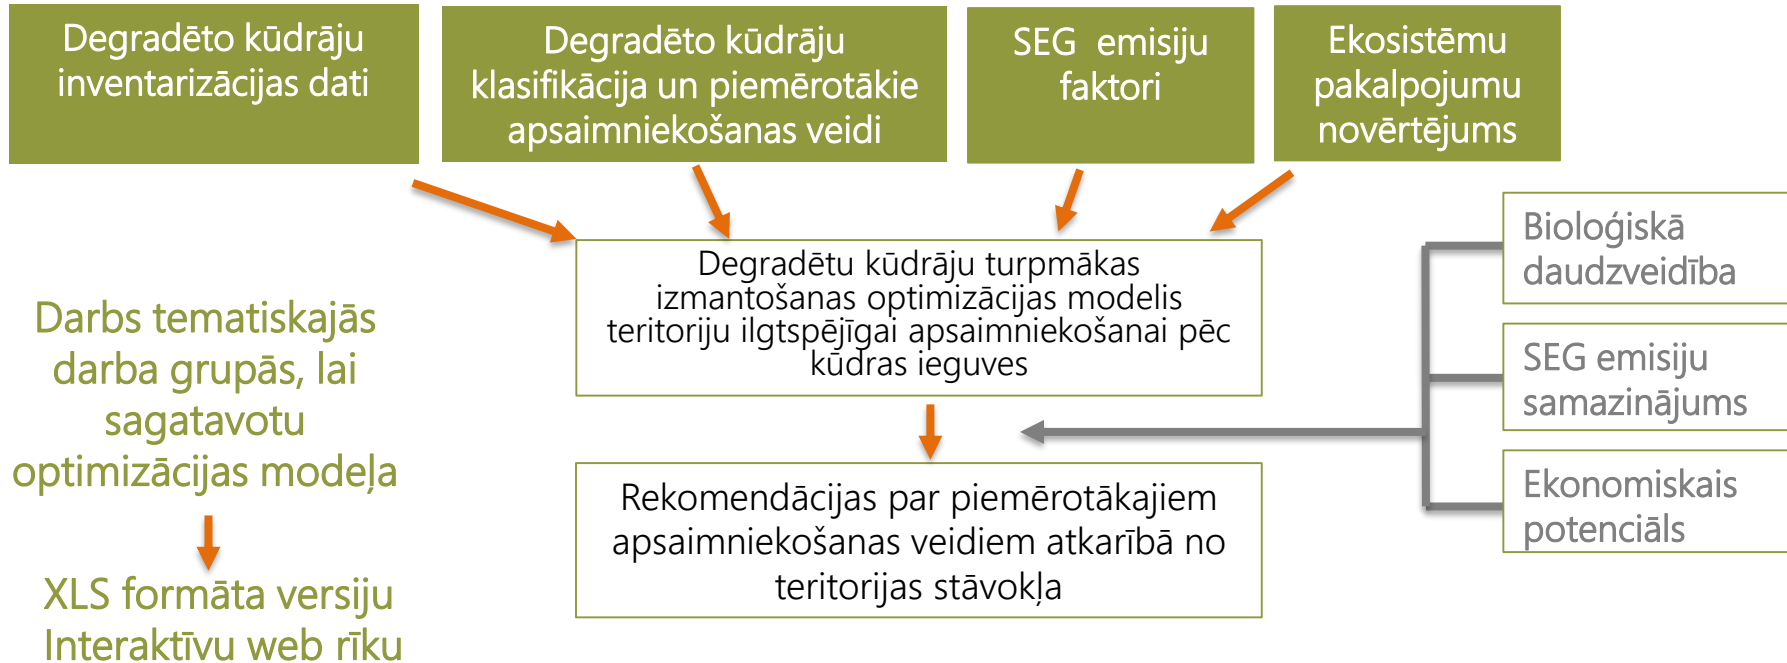 Degradēto kūdrāju
inventarizācijas dati
Degradēto kūdrāju
klasifikācija un piemērotākie
apsaimniekošanas veidi
SEG emisiju
faktori
Ekosistēmu
pakalpojumu
novērtējums
Degradētu kūdrāju turpmākas
izmantošanas optimizācijas modelis
teritoriju ilgtspējīgai apsaimniekošanai pēc
kūdras ieguves
Bioloģiskā
daudzveidība
SEG emisiju
samazinājums
Ekonomiskais
potenciāls
Rekomendācijas par piemērotākajiem
apsaimniekošanas veidiem atkarībā no
teritorijas stāvokļa
Darbs tematiskajās
darba grupās, lai
sagatavotu
optimizācijas modeļa
XLS formāta versiju
Interaktīvu web rīku